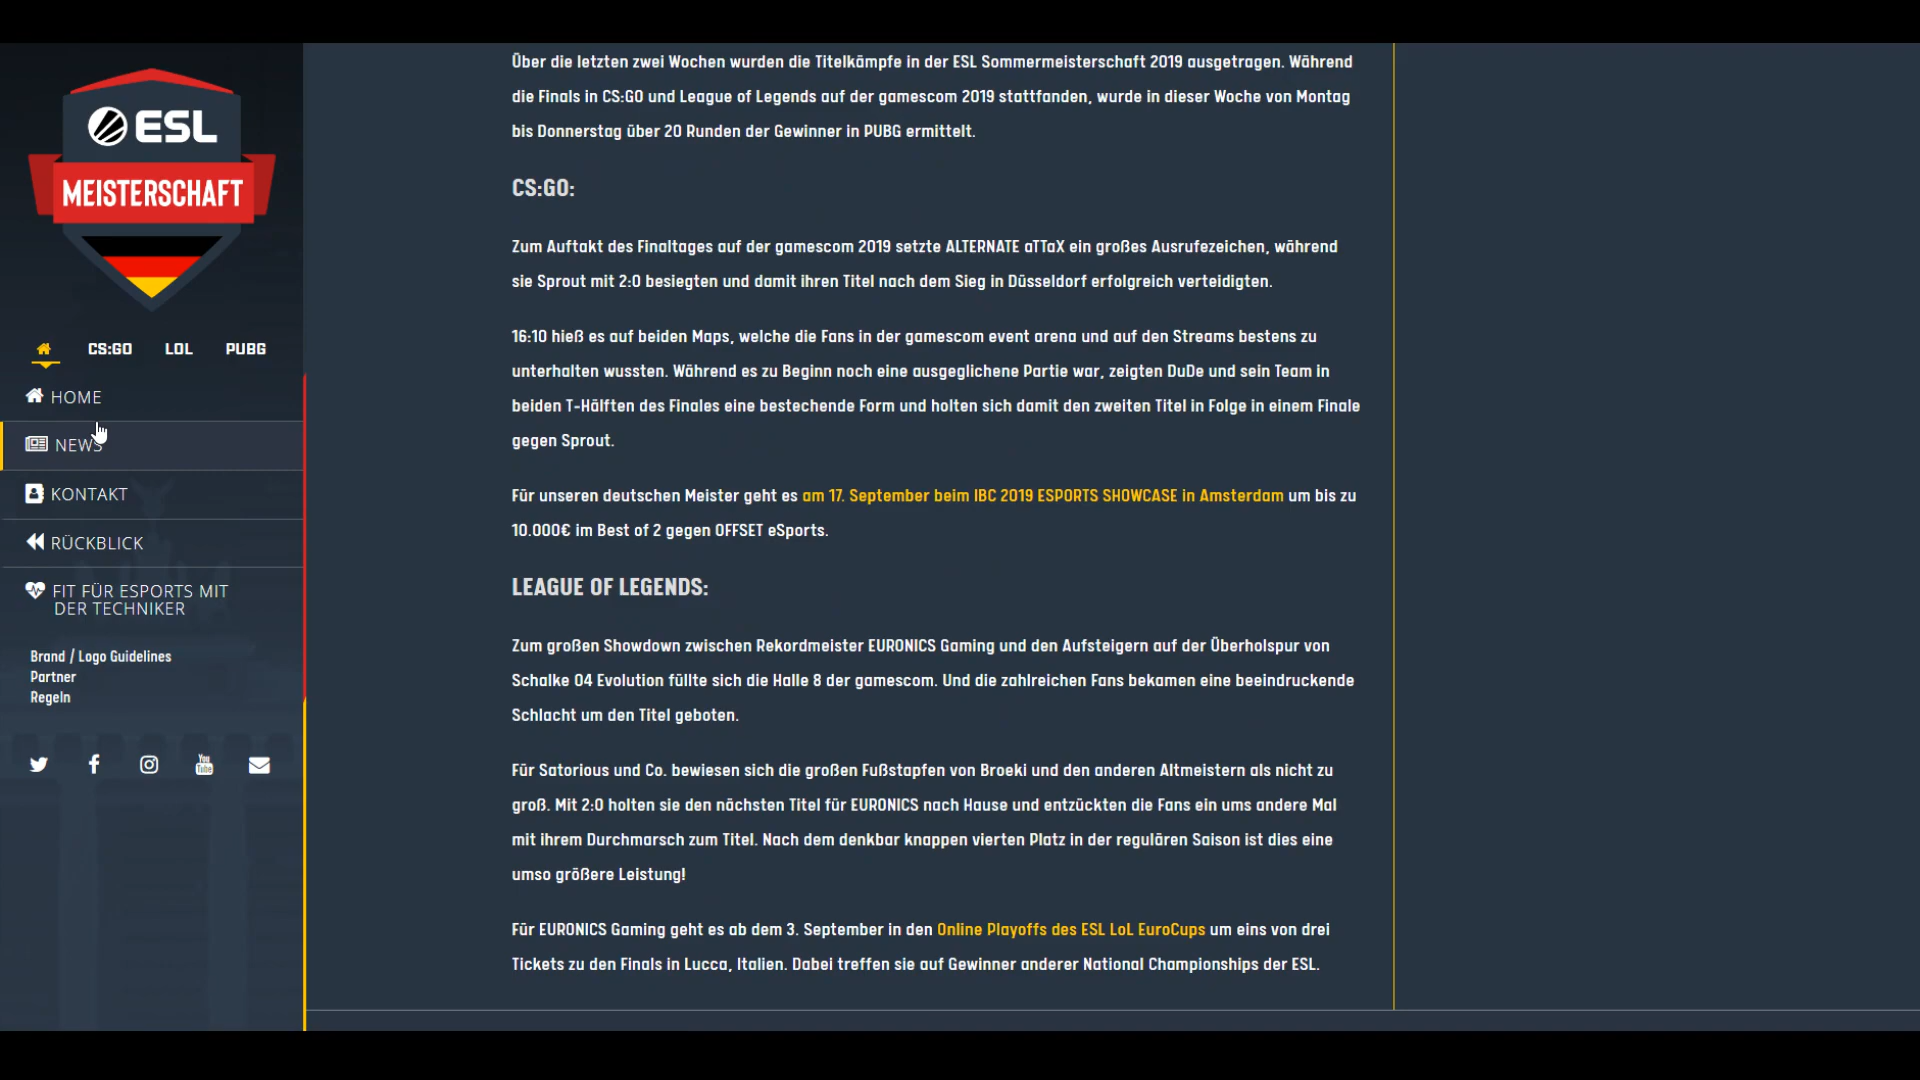 ESL
MEISTERSCHAFT
CS:GO
LOL
PUBG
HOME
NEWS
KONTAKT
RÜCKBLICK
FIT FÜR ESPORTS MIT
DER TECHNIKER
Brand / Logo Guidelines
Partner
Regeln
You
Tube
Über die letzten zwei Wochen wurden die Titelkämpfe in der ESL Sommermeisterschaft 2019 ausgetragen. Während
die Finals in CS:GO und League of Legends auf der gamescom 2019 stattfanden, wurde in dieser Woche von Montag
bis Donnerstag über 20 Runden der Gewinner in PUBG ermittelt.
CS:GO:
Zum Auftakt des Finaltages auf der gamescom 2019 setzte ALTERNATE aTTaX ein großes Ausrufezeichen, während
sie Sprout mit 2:0 besiegten und damit ihren Titel nach dem Sieg in Düsseldorf erfolgreich verteidigten.
16:10 hieß es auf beiden Maps, welche die Fans in der gamescom event arena und auf den Streams bestens zu
unterhalten wussten. Während es zu Beginn noch eine ausgeglichene Partie war, zeigten DuDe und sein Team in
beiden T-Hälften des Finales eine bestechende Form und holten sich damit den zweiten Titel in Folge in einem Finale
gegen Sprout.
Für unseren deutschen Meister geht es am 17. September beim IBC 2019 ESPORTS SHOWCASE in Amsterdam um bis zu
10.000€ im Best of 2 gegen OFFSET eSports.
LEAGUE OF LEGENDS:
Zum großen Showdown zwischen Rekordmeister EURONICS Gaming und den Aufsteigern auf der Überholspur von
Schalke 04 Evolution füllte sich die Halle 8 der gamescom. Und die zahlreichen Fans bekamen eine beeindruckende
Schlacht um den Titel geboten.
Für Satorious und Co. bewiesen sich die großen Fußstapfen von Broeki und den anderen Altmeistern als nicht zu
groß. Mit 2:0 holten sie den nächsten Titel für EURONICS nach Hause und entzückten die Fans ein ums andere Mal
mit ihrem Durchmarsch zum Titel. Nach dem denkbar knappen vierten Platz in der regulären Saison ist dies eine
umso größere Leistung!
Für EURONICS Gaming geht es ab dem 3. September in den Online Playoffs des ESL LoL EuroCups um eins von drei
Tickets zu den Finals in Lucca, Italien. Dabei treffen sie auf Gewinner anderer National Championships der ESL.